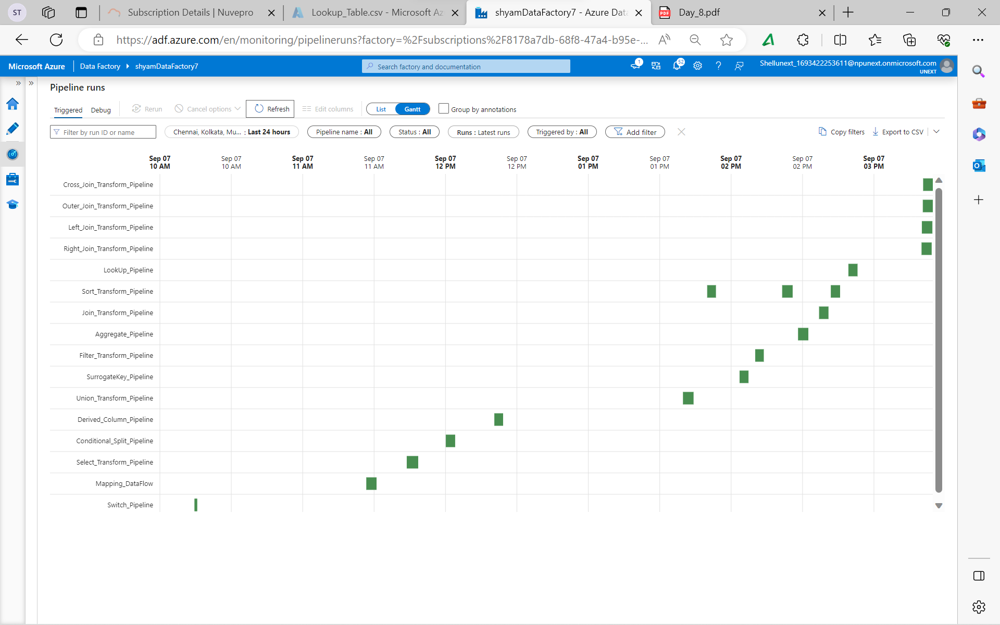 ST
Subscription Details | Nuvepro
Lookup_Table.csv - Microsoft Az
shyamDataFactory7 - Azure Data
PDF
Day_8.pdf
https://adf.azure.com/en/monitoring/pipelineruns?factory=%2Fsubscriptions%2F8178a7db-68f8-47a4-b95e-...
Microsoft Azure
Data Factory
shyamDataFactory7
Search factory and documentation
1
52
Shellunext_1693422253611@npunext.onmicrosoft.com
UNEXT
Pipeline runs
Triggered
Debug
Rerun
Cancel options
Refresh
Edit columns
List
Gantt
Group by annotations
Filter by run ID or name
Chennai, Kolkata, Mu... : Last 24 hours
Pipeline name : All
Status : All
Runs : Latest runs
Triggered by : All
Add filter
Copy filters
Export to CSV
Sep 07 Sep 07 Sep 07 Sep 07 Sep 07 Sep 07 Sep 07 Sep 07 Sep 07 Sep 07 Sep 07
10 AM 10 AM 11 AM 11 AM 12 PM 12 PM 01 PM 01 PM 02 PM 02 PM 03 PM
Cross_Join_Transform_Pipeline
Outer_Join_Transform_Pipeline
Left_Join_Transform_Pipeline
Right_Join_Transform_Pipeline
LookUp_Pipeline
Sort_Transform_Pipeline
Join_Transform_Pipeline
Aggregate_Pipeline
Filter_Transform_Pipeline
SurrogateKey_Pipeline
Union_Transform_Pipeline
Derived_Column_Pipeline
Conditional_Split_Pipeline
Select_Transform_Pipeline
Mapping_DataFlow
Switch_Pipeline